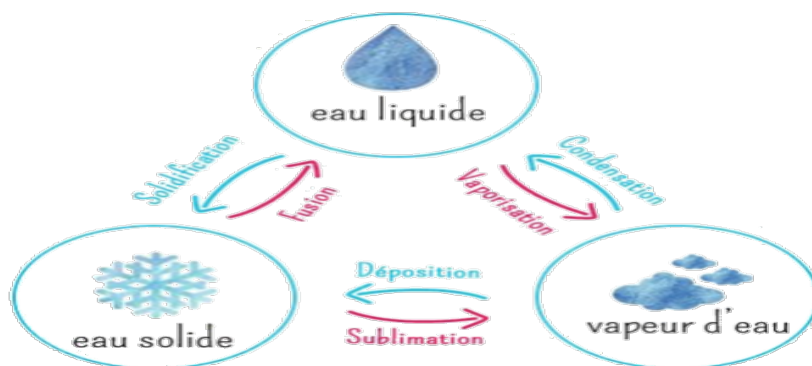 eau liquide
Solidification
Fusion
Condensation
Vaporisation
Déposition
Sublimation
eau solide
vapeur d'eau